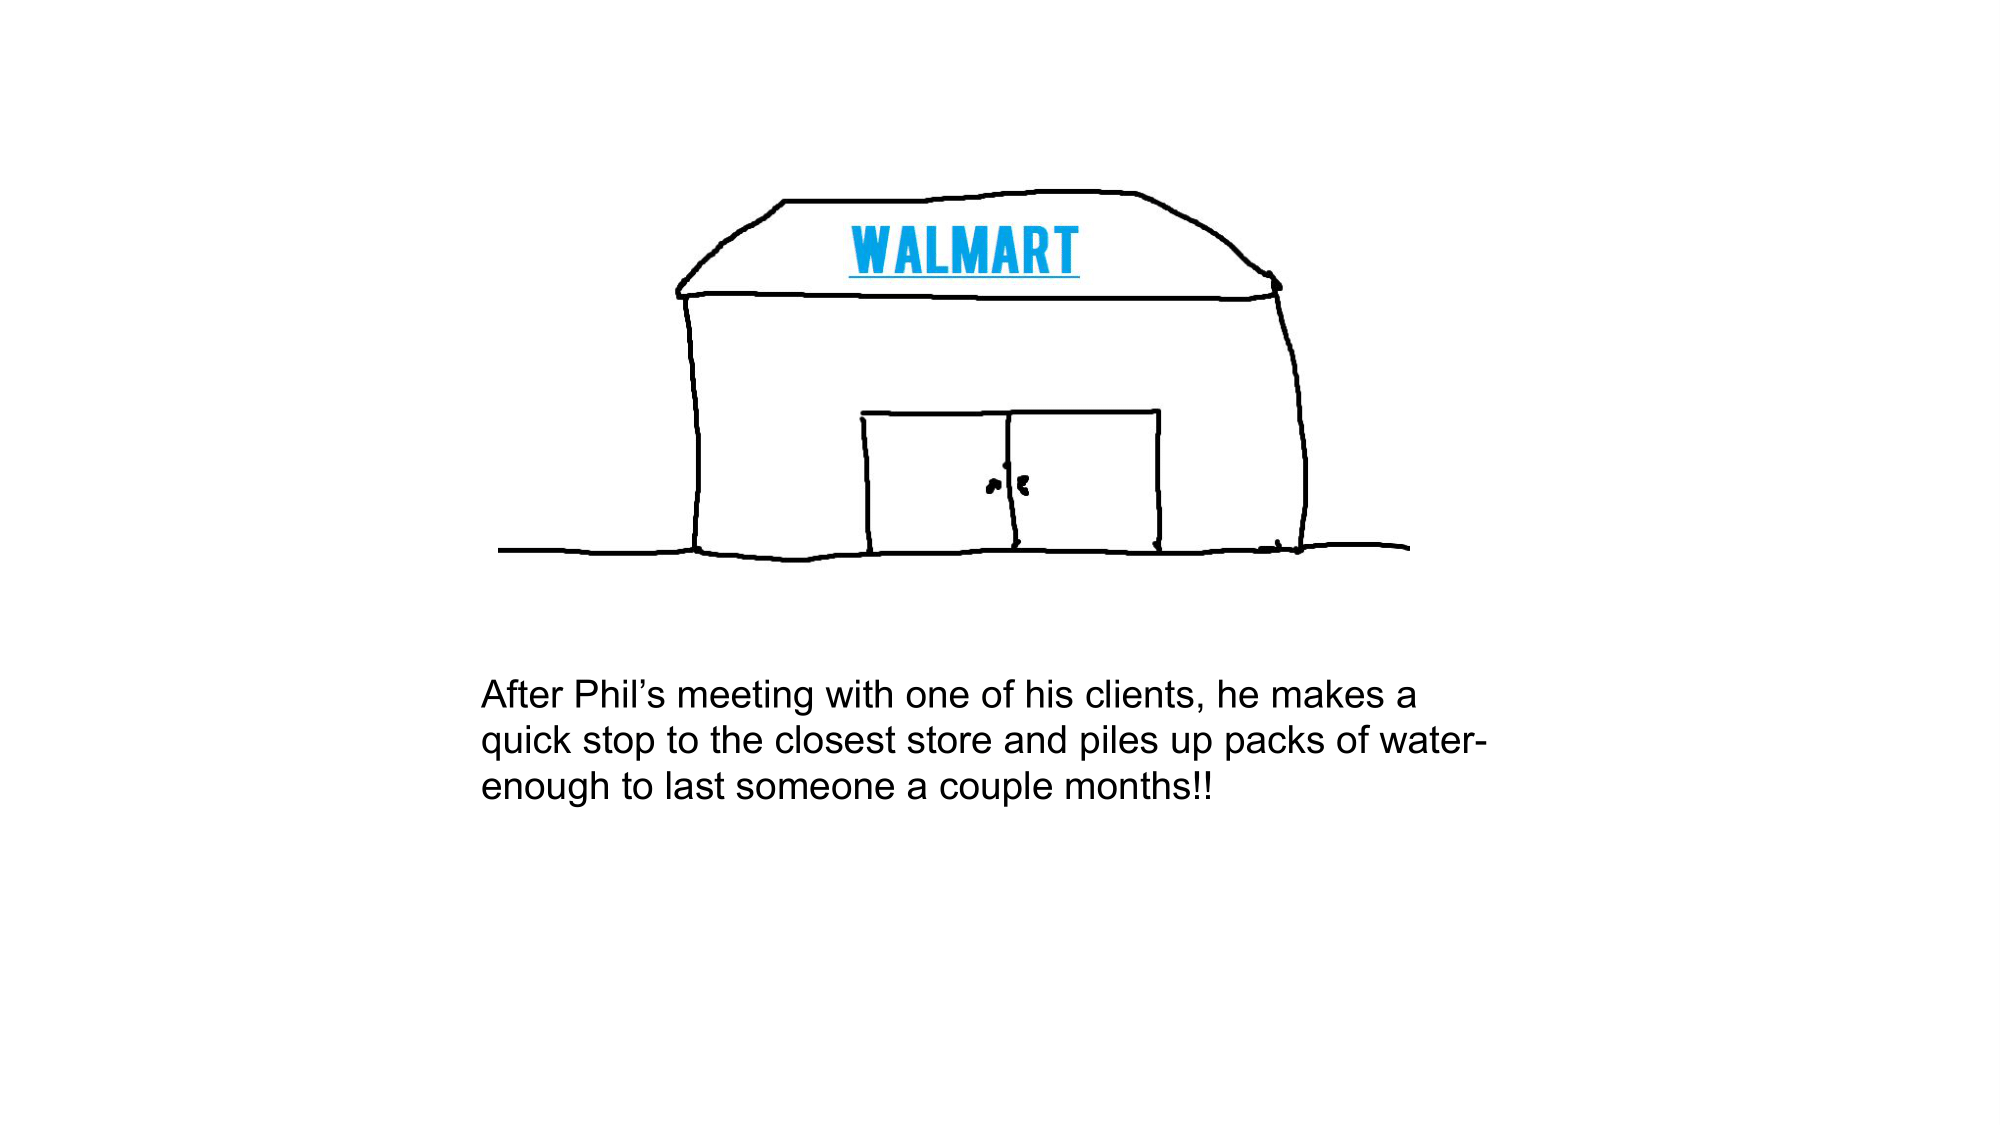 WALMART
After Phil’s meeting with one of his clients, he makes a
quick stop to the closest store and piles up packs of water-
enough to last someone a couple months!!